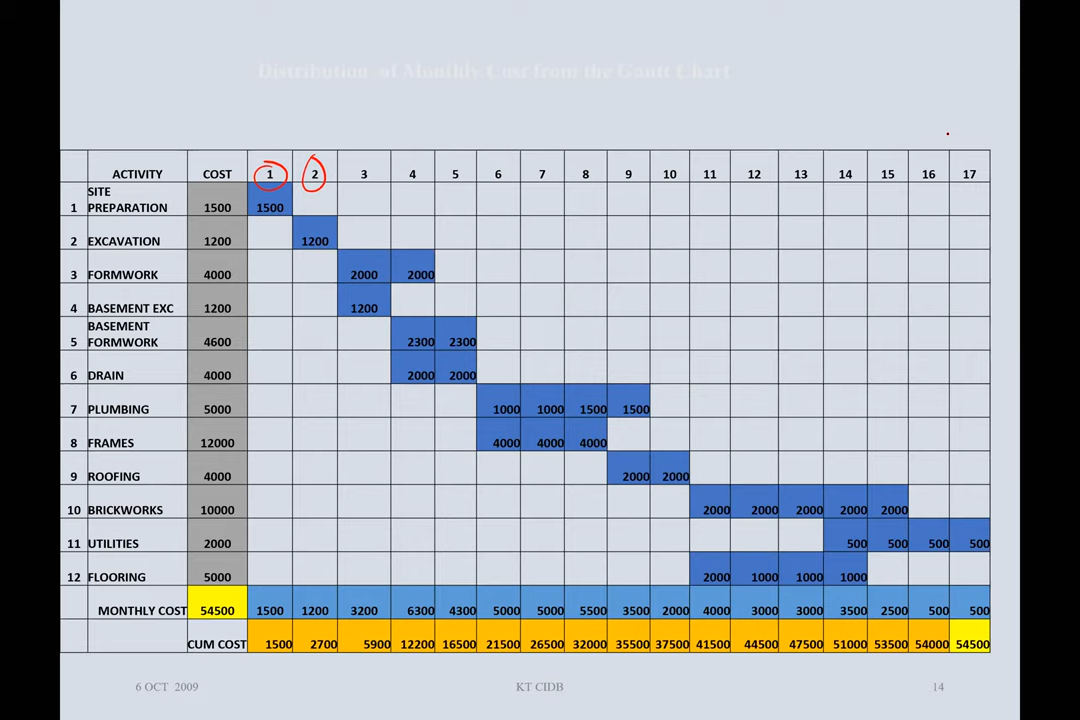 Distribution of Monthly Cost from the Gantt Chart
ACTIVITY COST 1 2 3 4 5 6 7 8 9 10 11 12 13 14 15 16 17
SITE
1 PREPARATION 1500 1500
2 EXCAVATION 1200 1200
3 FORMWORK 4000 2000 2000
4 BASEMENT EXC 1200 1200
BASEMENT
5 FORMWORK 4600 2300 2300
6 DRAIN 4000 2000 2000
7 PLUMBING 5000 1000 1000 1500 1500
8 FRAMES 12000 4000 4000 4000
9 ROOFING 4000 2000 2000
10 BRICKWORKS 10000 2000 2000 2000 2000 2000
11 UTILITIES 2000 500 500 500 500
12 FLOORING 5000 2000 1000 1000 1000
MONTHLY COST 54500 1500 1200 3200 6300 4300 5000 5000 5500 3500 2000 4000 3000 3000 3500 2500 500 500
CUM COST 1500 2700 5900 12200 16500 21500 26500 32000 35500 37500 41500 44500 47500 51000 53500 54000 54500
6 OCT 2009 KT CIDB 14